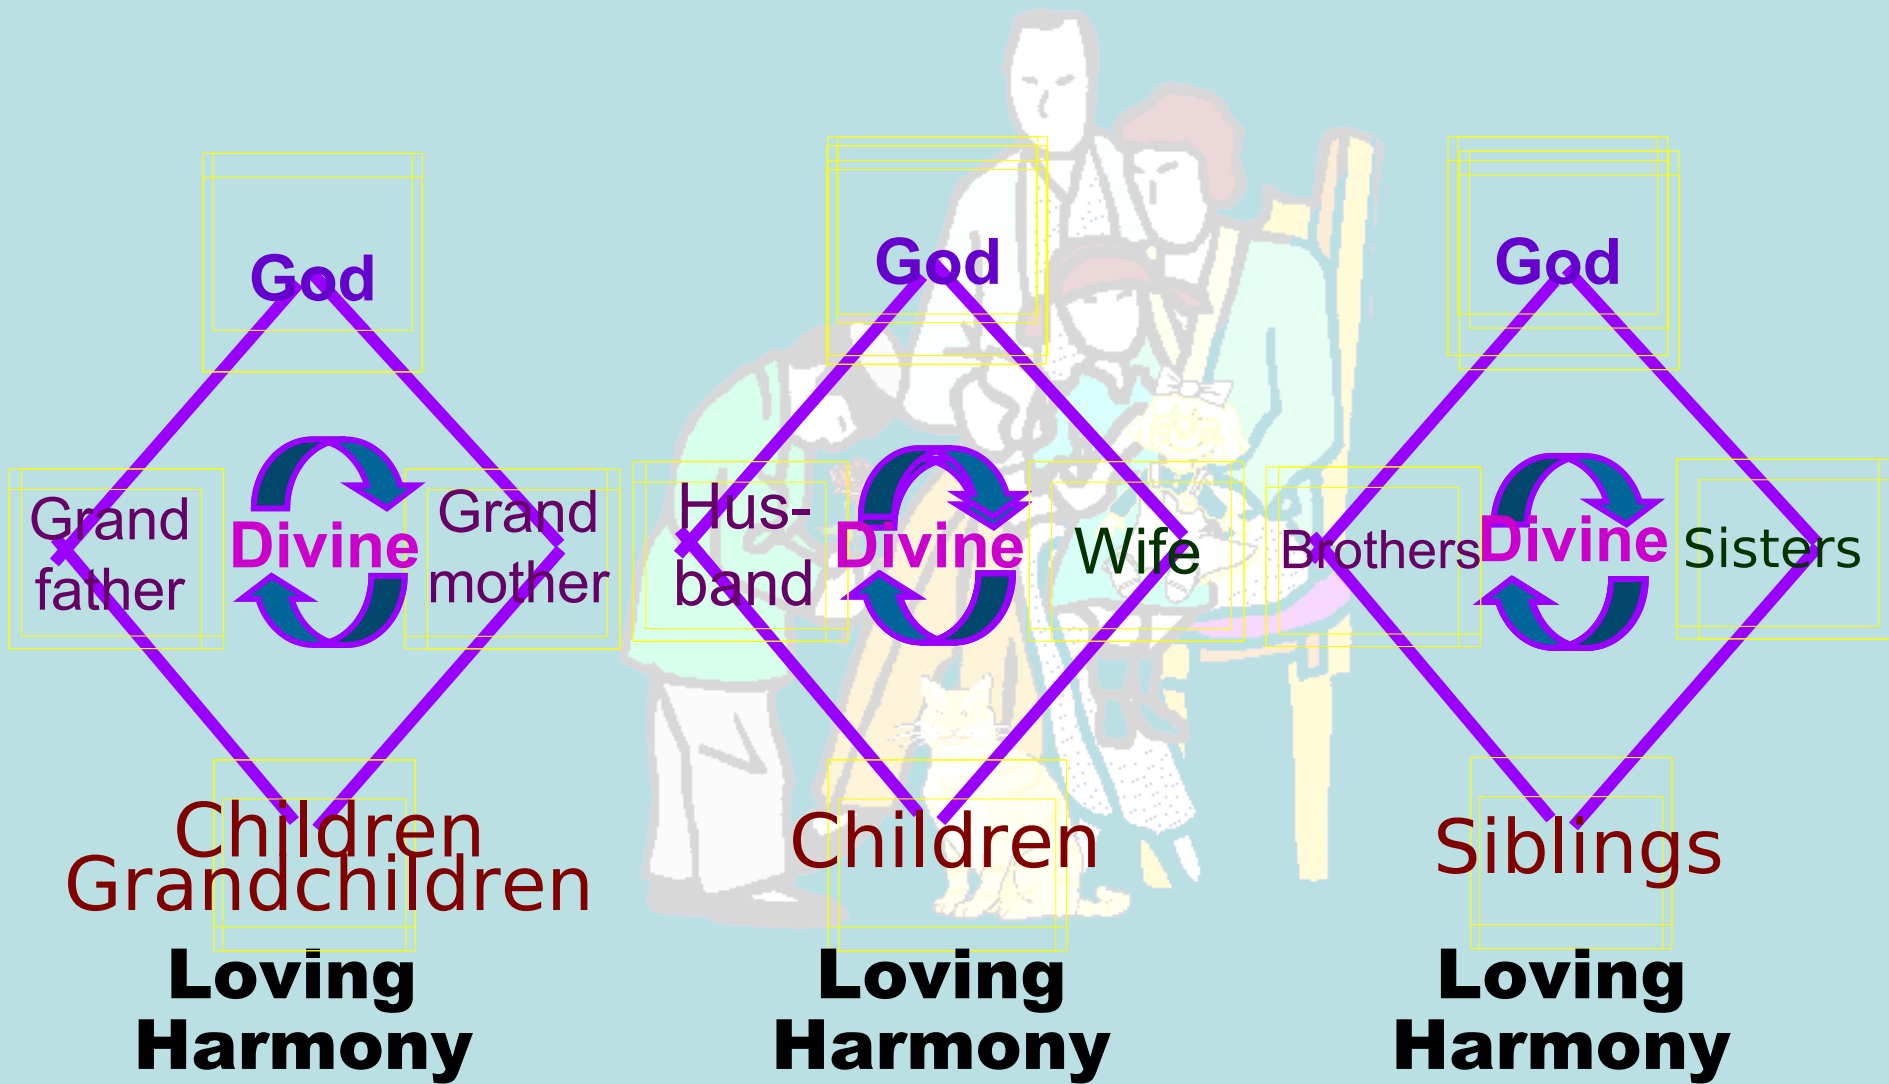 God
God
God
Grand
father
Divine
Grand
mother
Hus-
band
Divine
Wife
Brothers
Divine
Sisters
Children
Grandchildren
Children
Siblings
Loving
Harmony
Loving
Harmony
Loving
Harmony